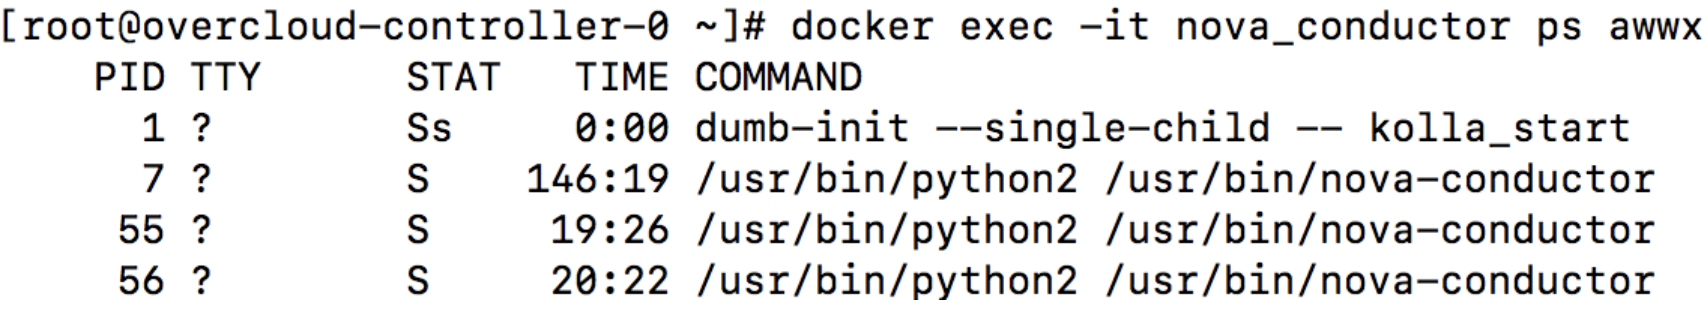 [root@overcloud-controller-0 ~]# docker exec -it nova_conductor ps awwx
PID TTY STAT TIME COMMAND
1 ? Ss 0:00 dumb-init --single-child -- kolla_start
7 ? S 146:19 /usr/bin/python2 /usr/bin/nova-conductor
55 ? S 19:26 /usr/bin/python2 /usr/bin/nova-conductor
56 ? S 20:22 /usr/bin/python2 /usr/bin/nova-conductor